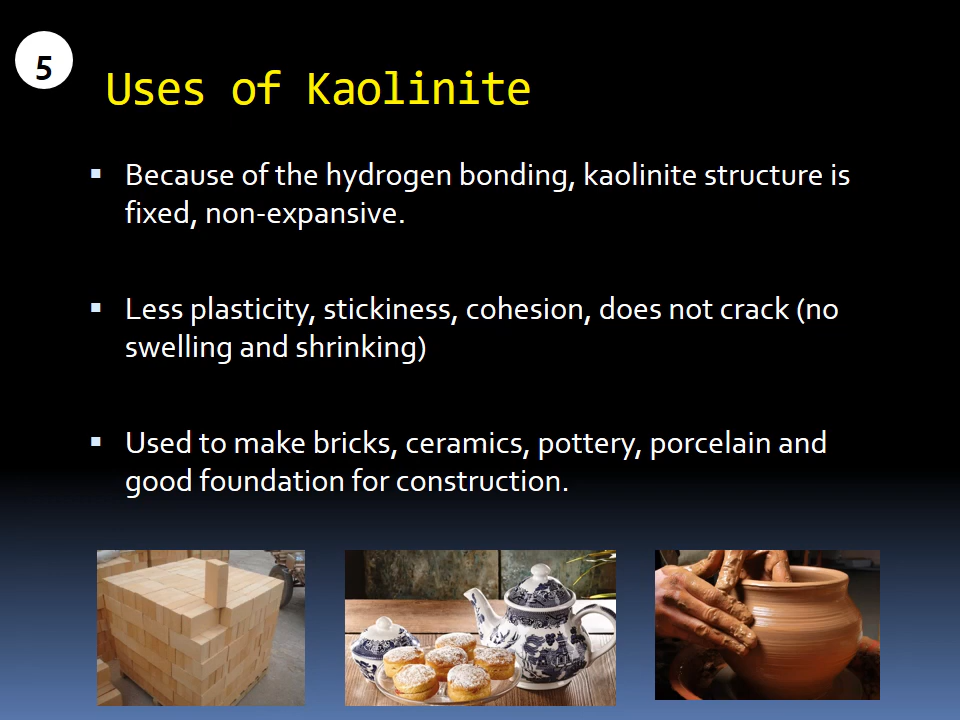 5
Uses of Kaolinite
▪ Because of the hydrogen bonding, kaolinite structure is
fixed, non-expansive.
▪ Less plasticity, stickiness, cohesion, does not crack (no
swelling and shrinking)
▪ Used to make bricks, ceramics, pottery, porcelain and
good foundation for construction.